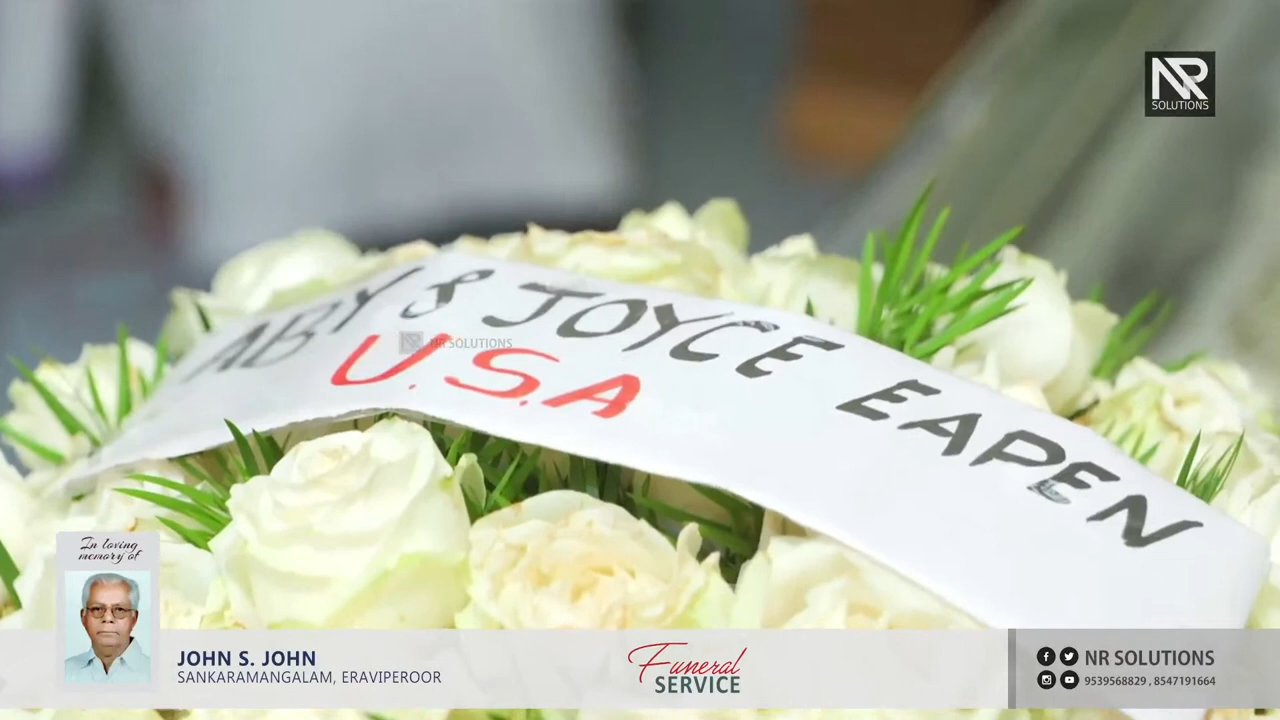 NR
SOLUTIONS
ABY & JOYCE EAPEN
U.S.A
NR SOLUTIONS
In loving
memory of
JOHN S. JOHN
SANKARAMANGALAM, ERAVIPEROOR
Funeral
SERVICE
NR SOLUTIONS
9539568829 , 8547191664